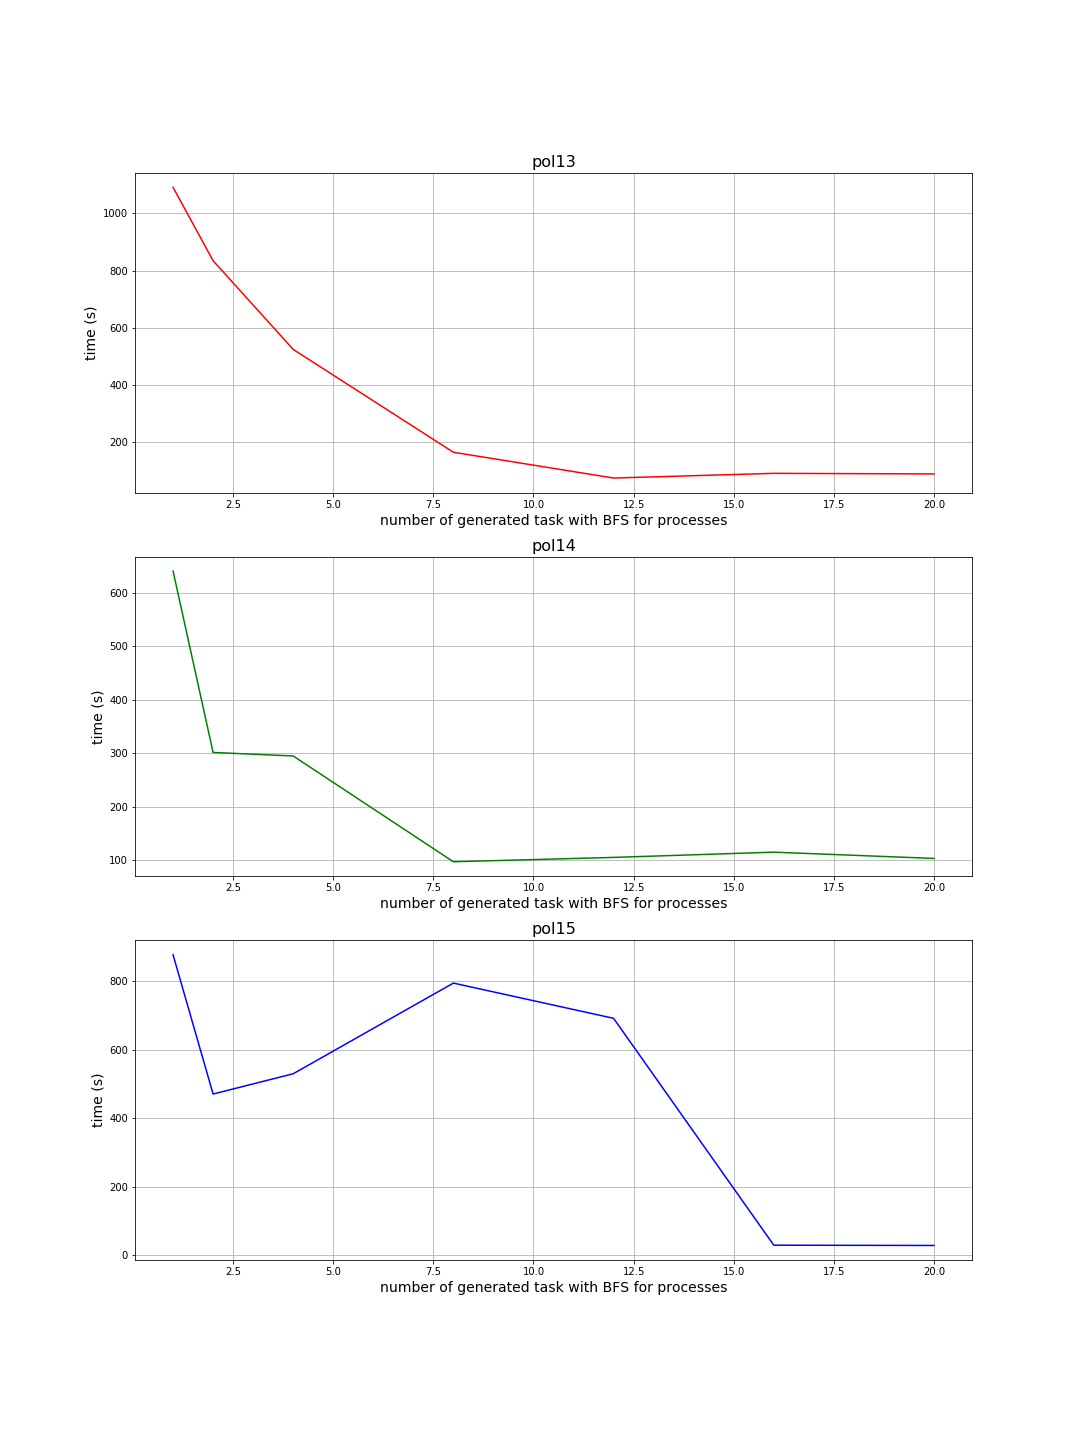 pol13
1000
800
600
400
200
time (s)
2.5 5.0 7.5 10.0 12.5 15.0 17.5 20.0
number of generated task with BFS for processes
pol14
600
500
400
300
200
100
time (s)
2.5 5.0 7.5 10.0 12.5 15.0 17.5 20.0
number of generated task with BFS for processes
pol15
800
600
400
200
0
time (s)
2.5 5.0 7.5 10.0 12.5 15.0 17.5 20.0
number of generated task with BFS for processes